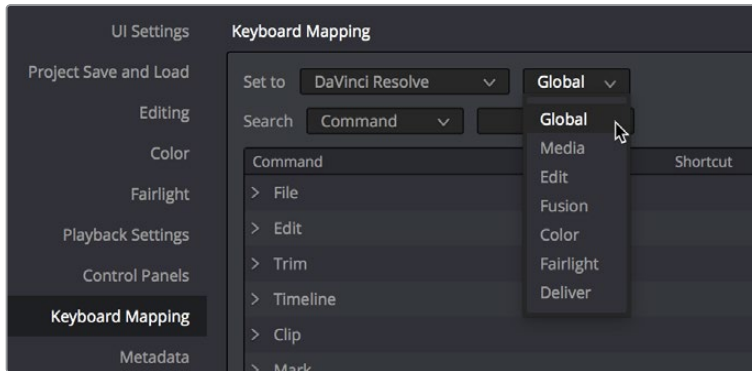 UI Settings
Project Save and Load
Editing
Color
Fairlight
Playback Settings
Control Panels
Keyboard Mapping
Metadata
Keyboard Mapping
Set to DaVinci Resolve Global
Search Command
Global
Media
Edit
Fusion
Color
Fairlight
Deliver
Command Shortcut
> File
> Edit
> Trim
> Timeline
> Clip
> Mark